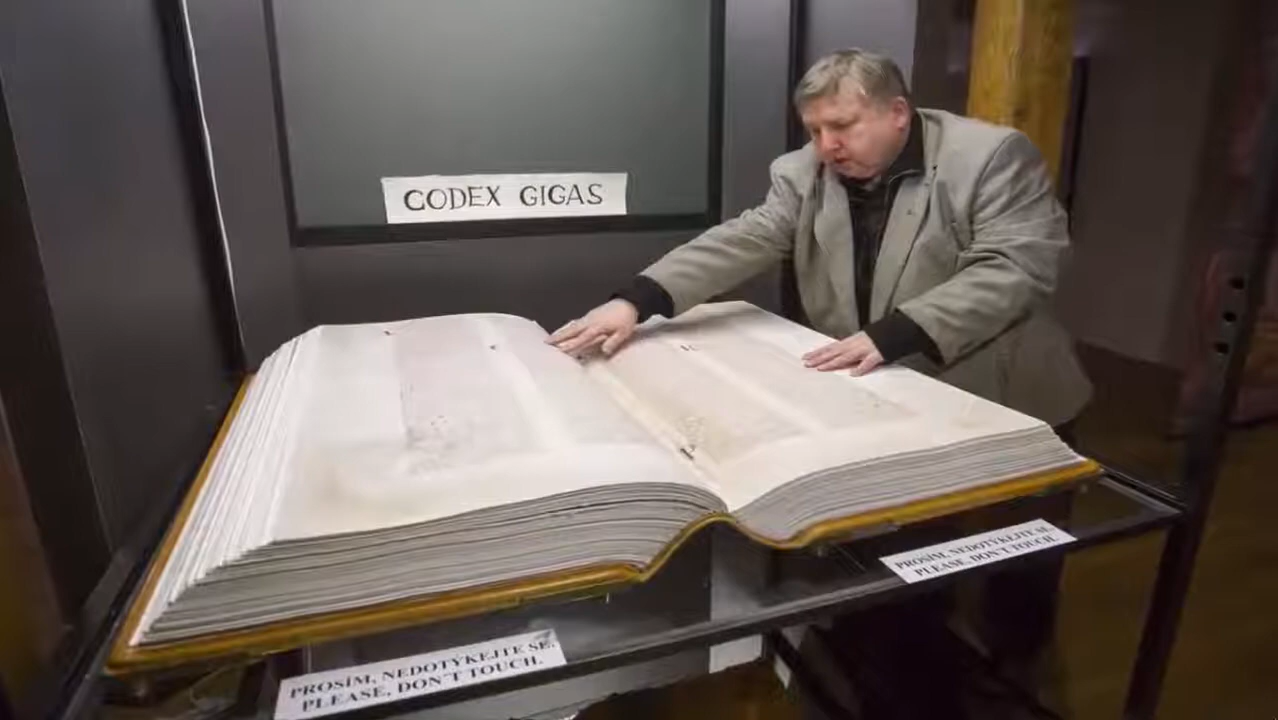 CODEX GIGAS
PROSÍM, NEDOTÝKEJTE SE.
PLEASE, DON'T TOUCH.
PROSÍM, NEDOTÝKEJTE SE.
PLEASE, DON'T TOUCH.